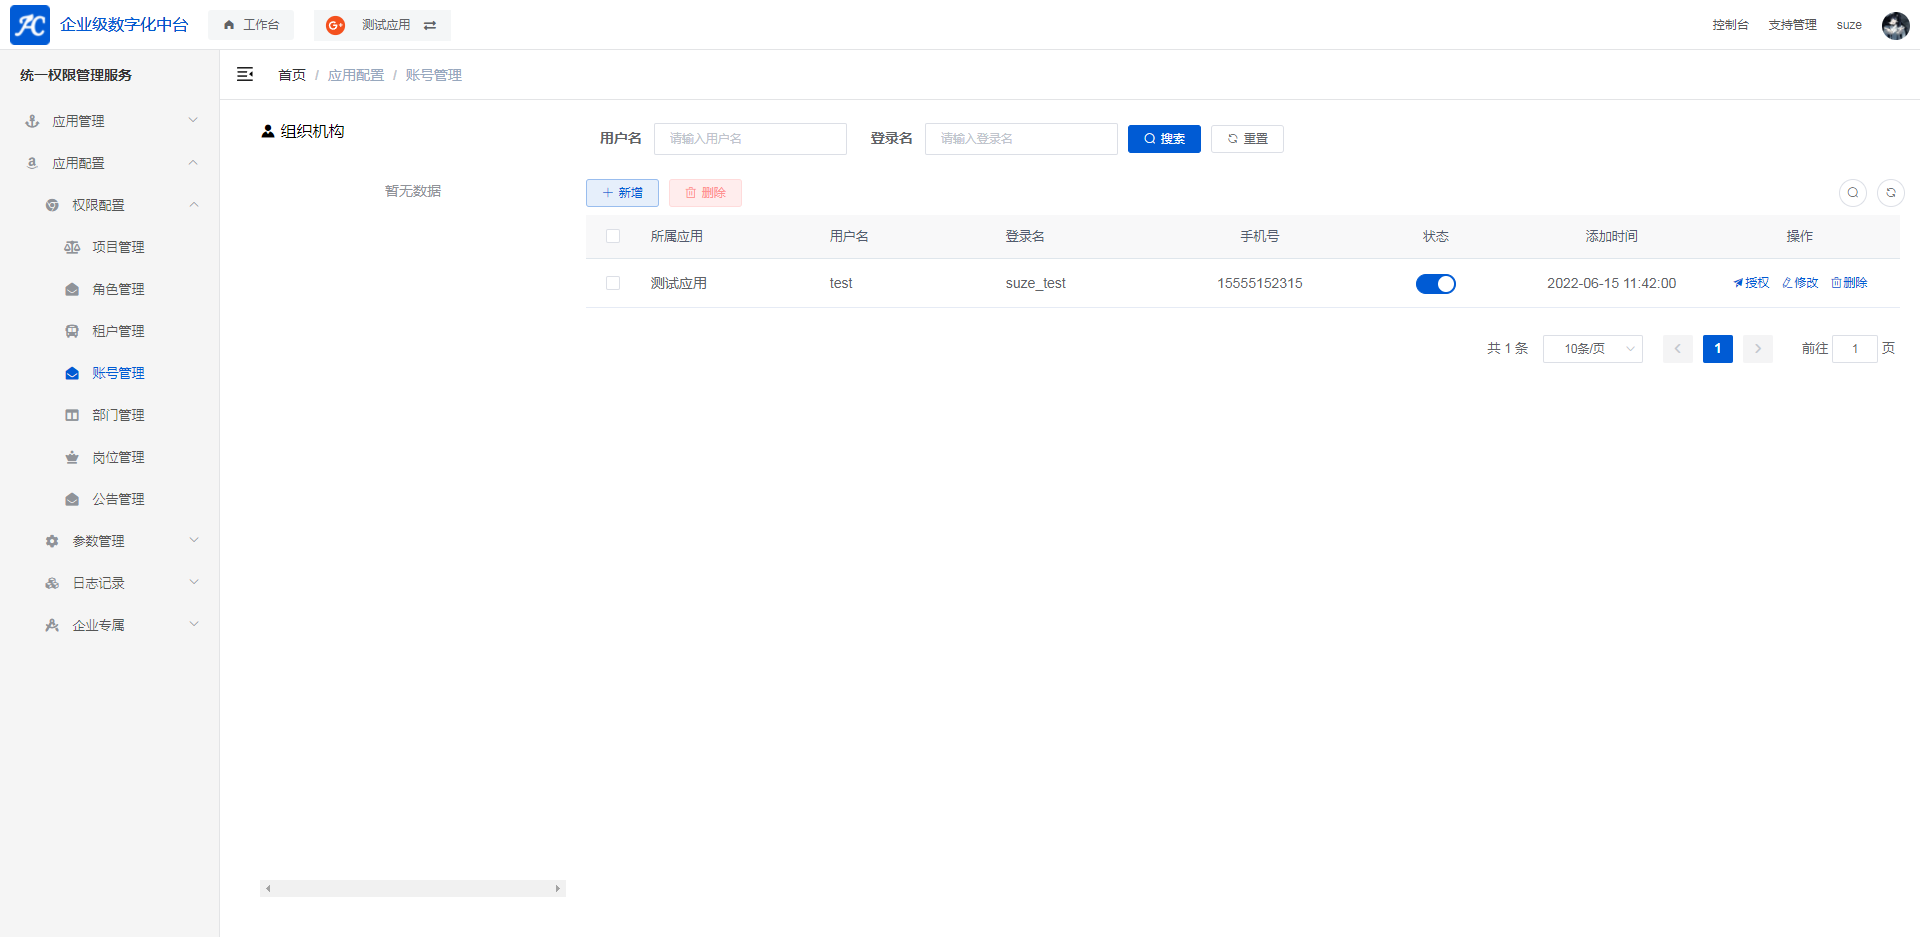 企业级数字化中台
工作台
测试应用
控制台
支持管理
suze
统一权限管理服务
首页 / 应用配置 / 账号管理
应用管理
应用配置
权限配置
项目管理
角色管理
租户管理
账号管理
部门管理
岗位管理
公告管理
参数管理
日志记录
企业专属
组织机构
暂无数据
用户名 请输入用户名 登录名 请输入登录名 搜索 重置
新增 删除
所属应用 用户名 登录名 手机号 状态 添加时间 操作
测试应用 test suze_test 15555152315 2022-06-15 11:42:00 授权 修改 删除
共 1 条 10条/页 1 前往 1 页